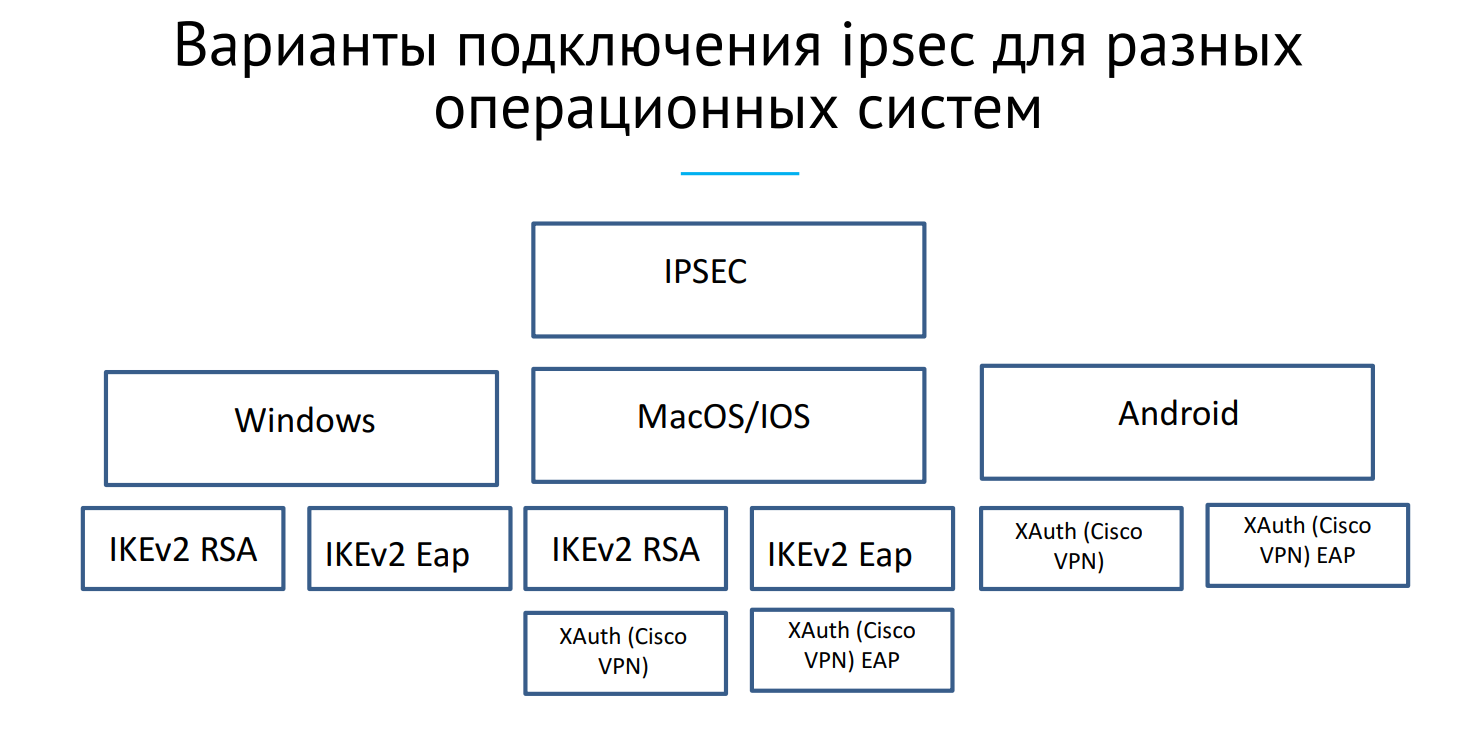 Варианты подключения ipsec для разных
операционных систем
IPSEC
Windows
MacOS/IOS
Android
IKEv2 RSA
IKEv2 Eap
IKEv2 RSA
IKEv2 Eap
XAuth (Cisco
VPN)
XAuth (Cisco
VPN) EAP
XAuth (Cisco
VPN)
XAuth (Cisco
VPN) EAP